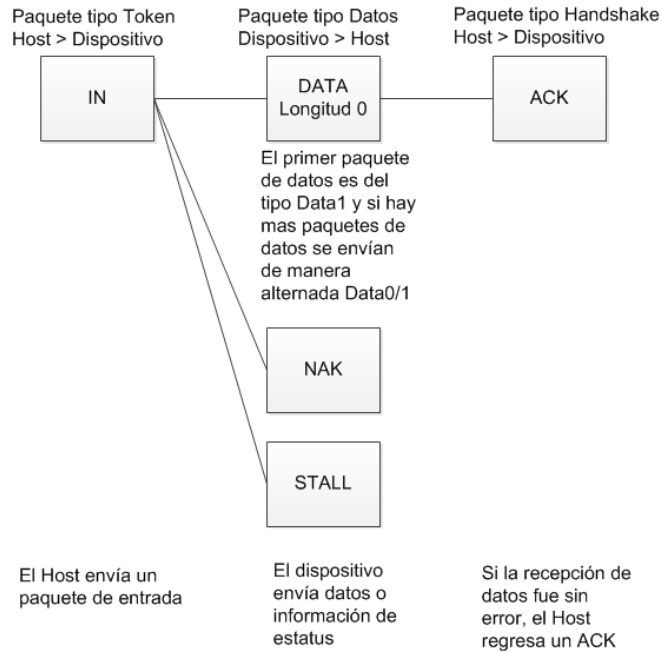 Paquete tipo Token
Host > Dispositivo
Paquete tipo Datos
Dispositivo > Host
Paquete tipo Handshake
Host > Dispositivo
IN
DATA
Longitud 0
ACK
El primer paquete
de datos es del
tipo Data1 y si hay
mas paquetes de
datos se envían
de manera
alternada Data0/1
NAK
STALL
El Host envía un
paquete de entrada
El dispositivo
envía datos o
información de
estatus
Si la recepción de
datos fue sin
error, el Host
regresa un ACK